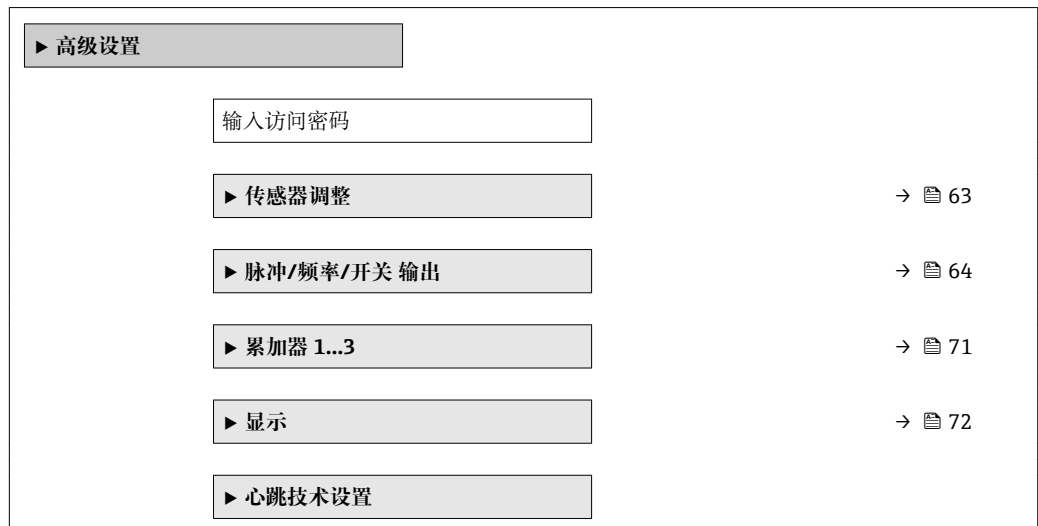 ▶ 高级设置
输入访问密码
▶ 传感器调整 → 63
▶ 脉冲/频率/开关 输出 → 64
▶ 累加器 1...3 → 71
▶ 显示 → 72
▶ 心跳技术设置